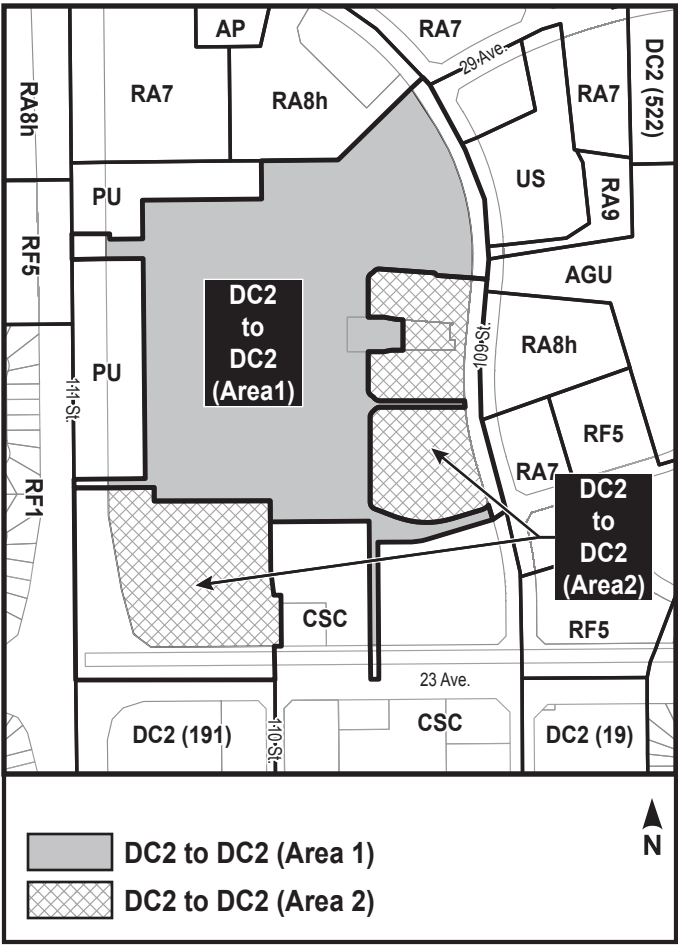 AP
RA7
29 Ave.
RA8h
RA7
RA8h
RA7
DC2 (522)
PU
US
RA9
RF5
AGU
DC2
to
DC2
(Area1)
109 St.
RA8h
PU
111 St.
RF5
RA7
RF1
DC2
to
DC2
(Area2)
CSC
RF5
23 Ave.
DC2 (191)
110 St.
CSC
DC2 (19)
N
DC2 to DC2 (Area 1)
DC2 to DC2 (Area 2)